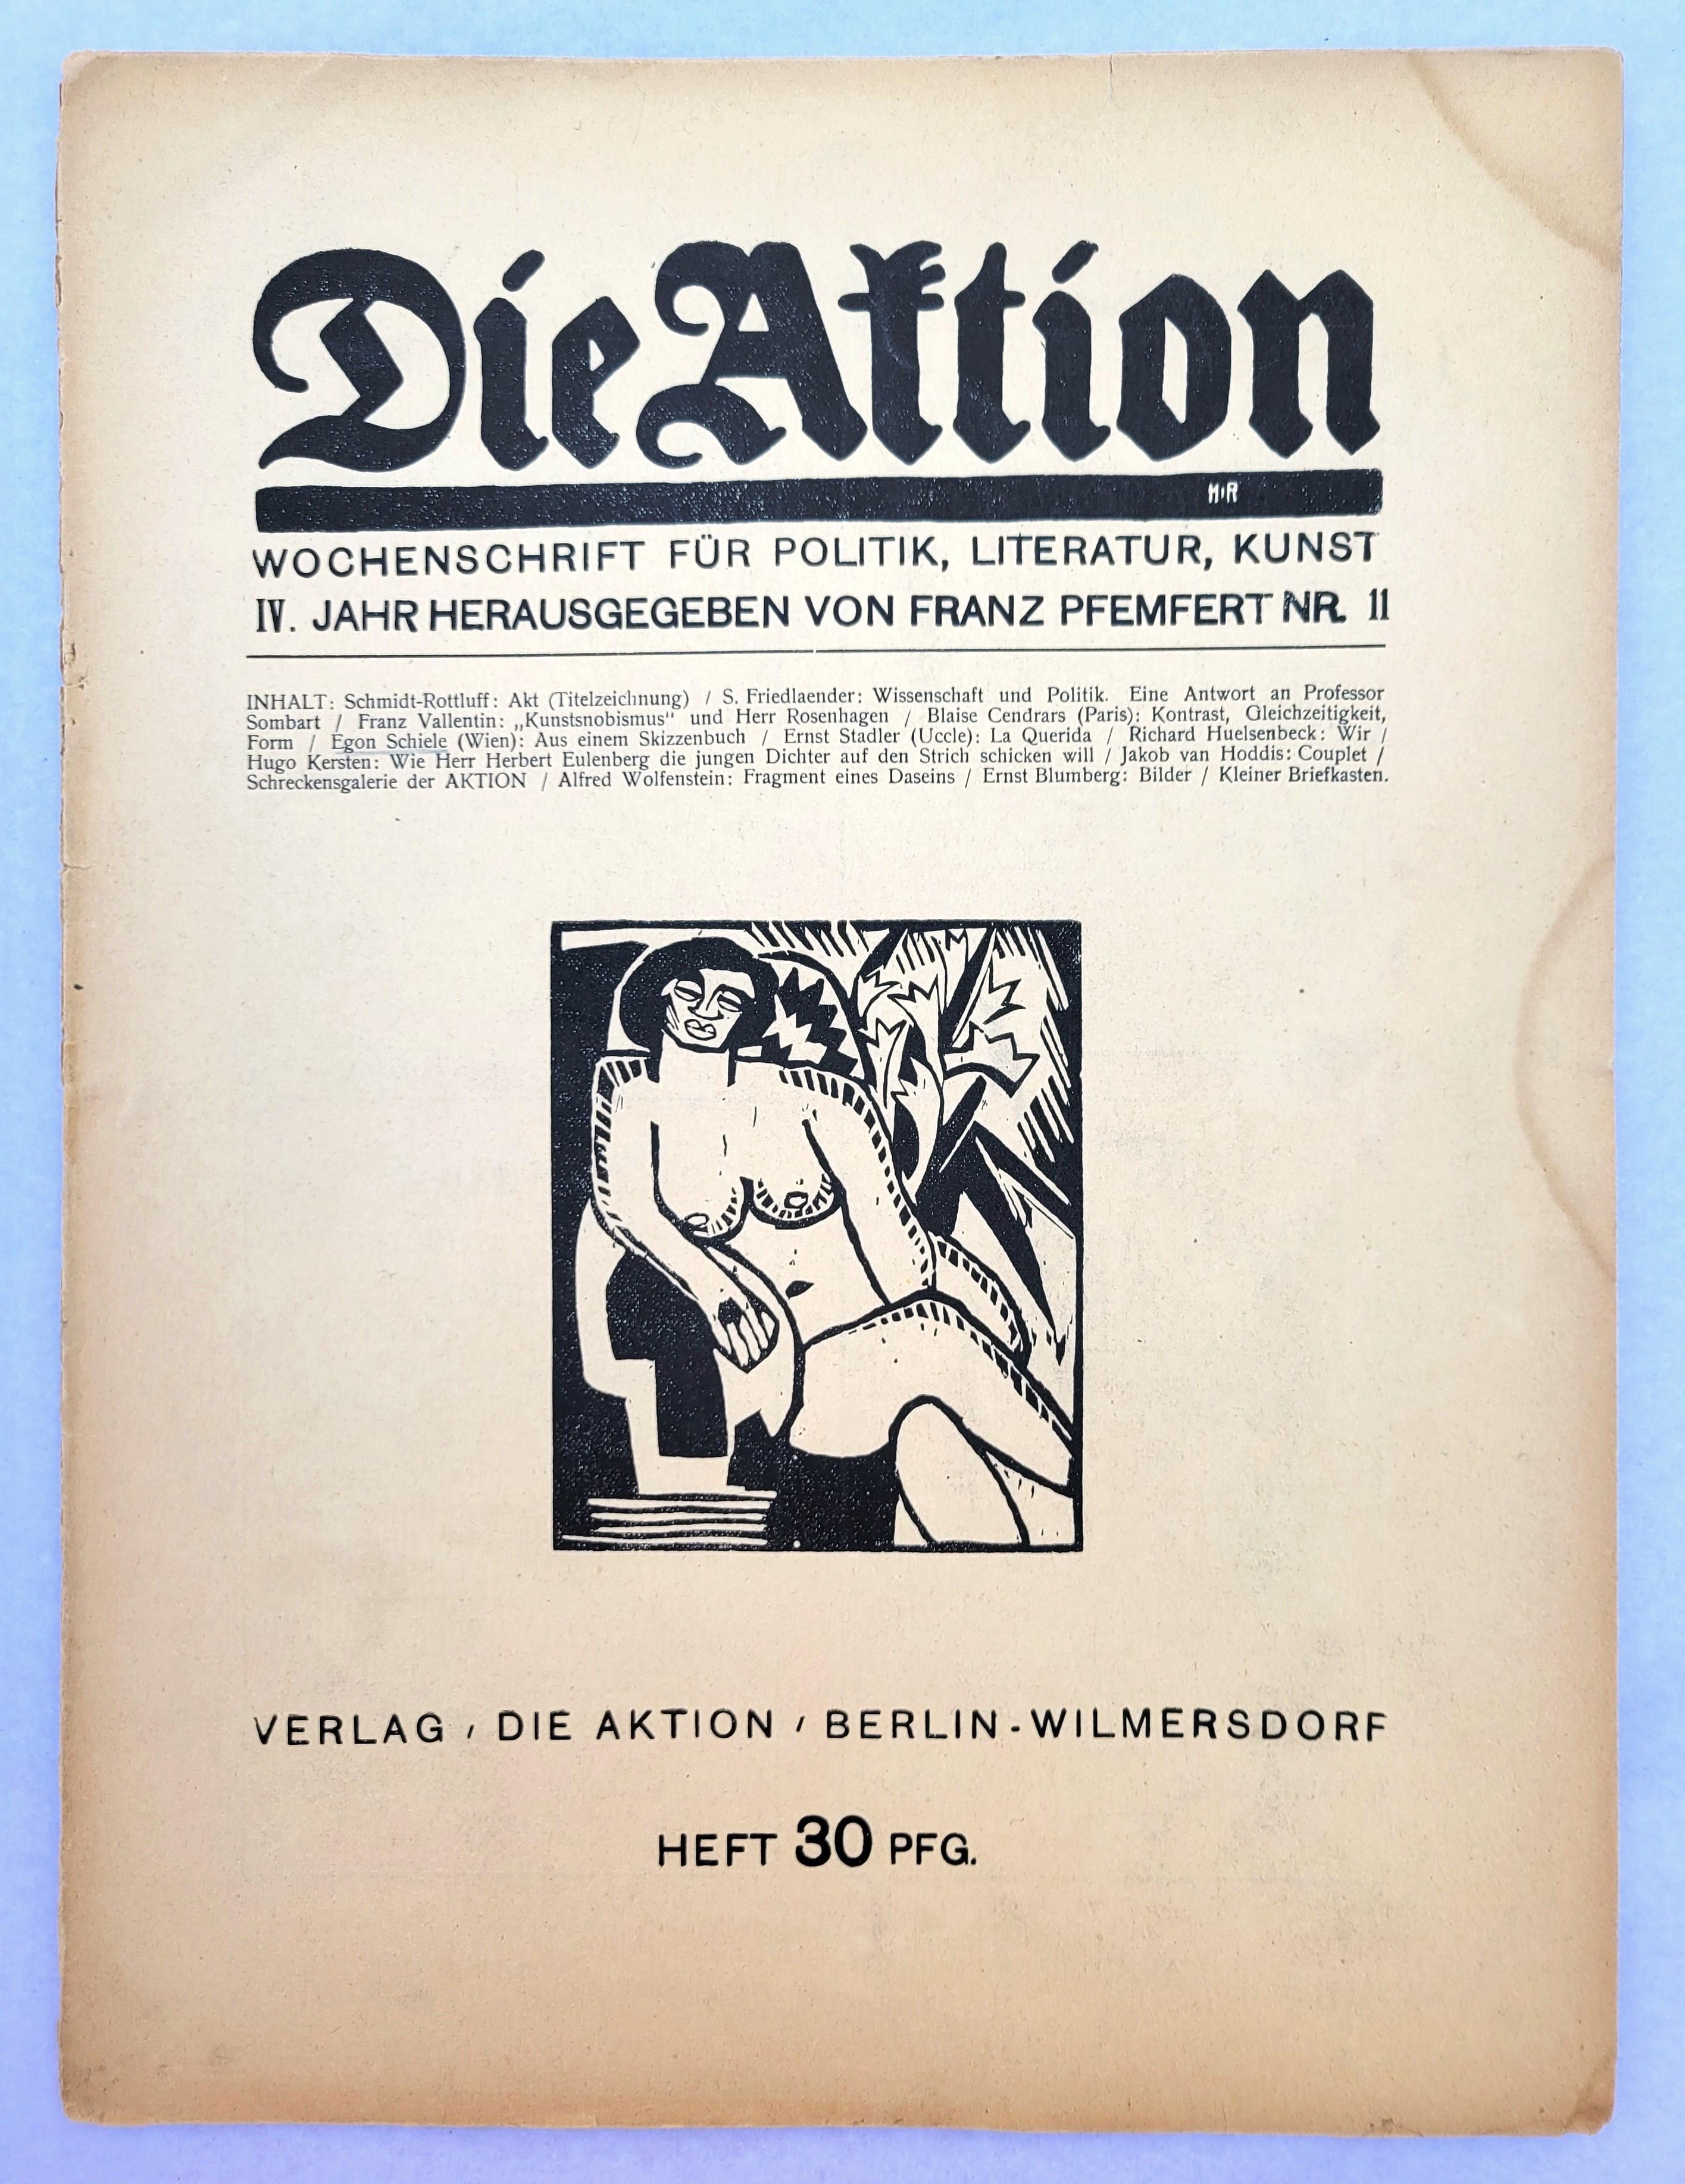 Die Aktion
M·R
WOCHENSCHRIFT FÜR POLITIK, LITERATUR, KUNST
IV. JAHR HERAUSGEGEBEN VON FRANZ PFEMFERT NR. 11
INHALT: Schmidt-Rottluff: Akt (Titelzeichnung) / S. Friedlaender: Wissenschaft und Politik. Eine Antwort an Professor
Sombart / Franz Vallentin: „Kunstsnobismus“ und Herr Rosenhagen / Blaise Cendrars (Paris): Kontrast, Gleichzeitigkeit,
Form / Egon Schiele (Wien): Aus einem Skizzenbuch / Ernst Stadler (Uccle): La Querida / Richard Huelsenbeck: Wir /
Hugo Kersten: Wie Herr Herbert Eulenberg die jungen Dichter auf den Strich schicken will / Jakob van Hoddis: Couplet /
Schreckensgalerie der AKTION / Alfred Wolfenstein: Fragment eines Daseins / Ernst Blumberg: Bilder / Kleiner Briefkasten.
VERLAG / DIE AKTION / BERLIN-WILMERSDORF
HEFT 30 PFG.